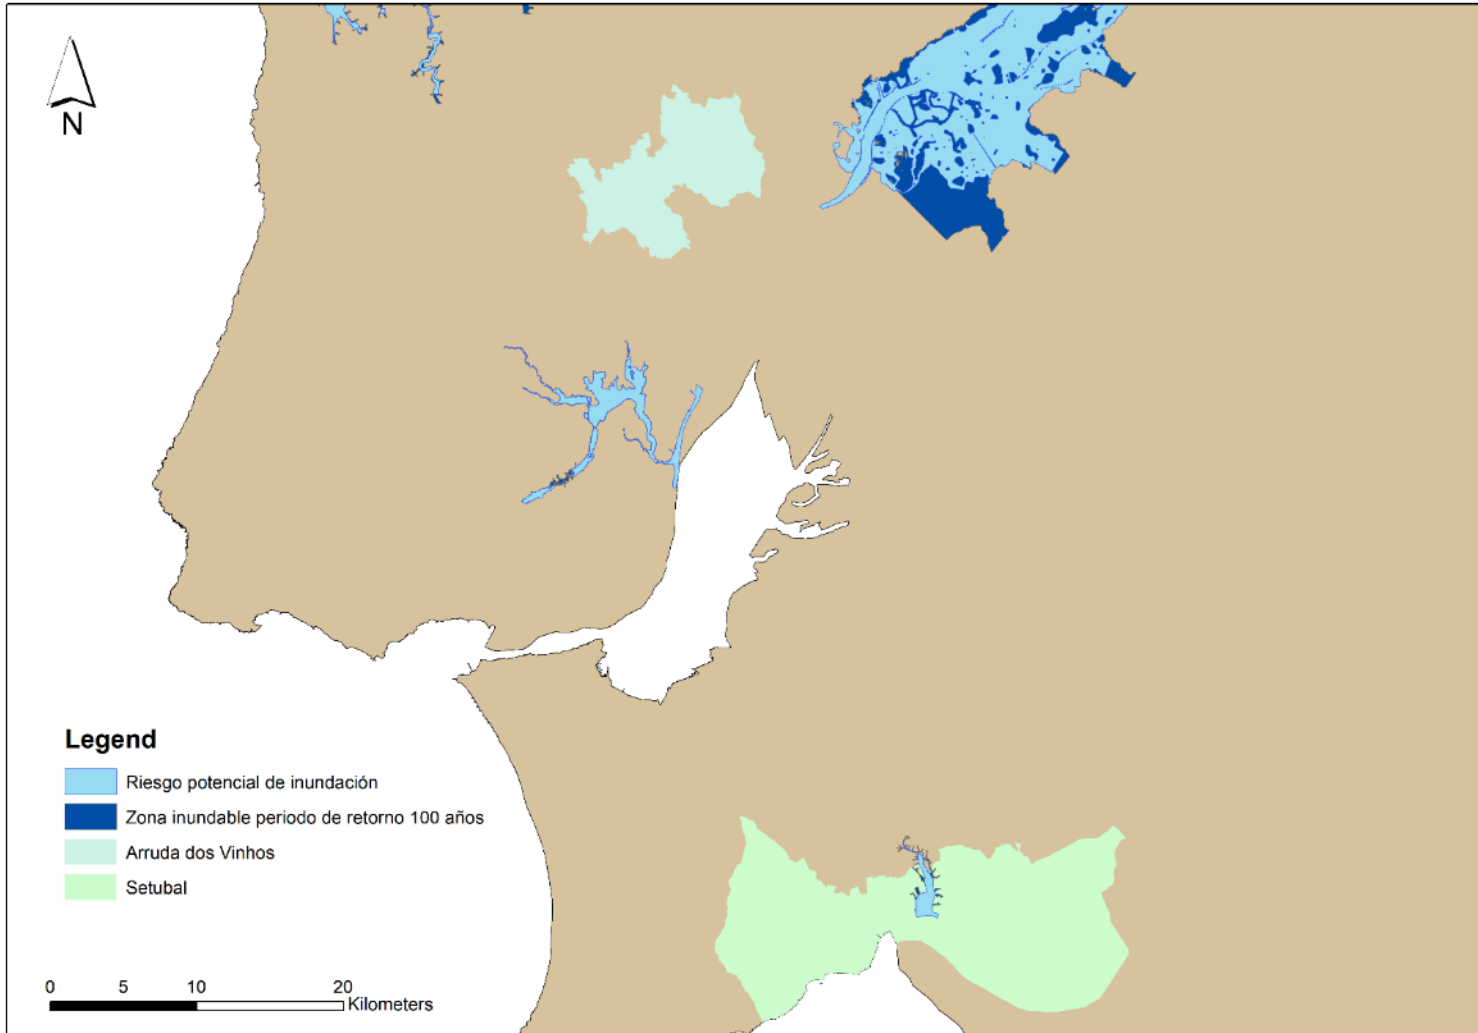 N
Legend
Riesgo potencial de inundación
Zona inundable periodo de retorno 100 años
Arruda dos Vinhos
Setubal
0 5 10 20
Kilometers